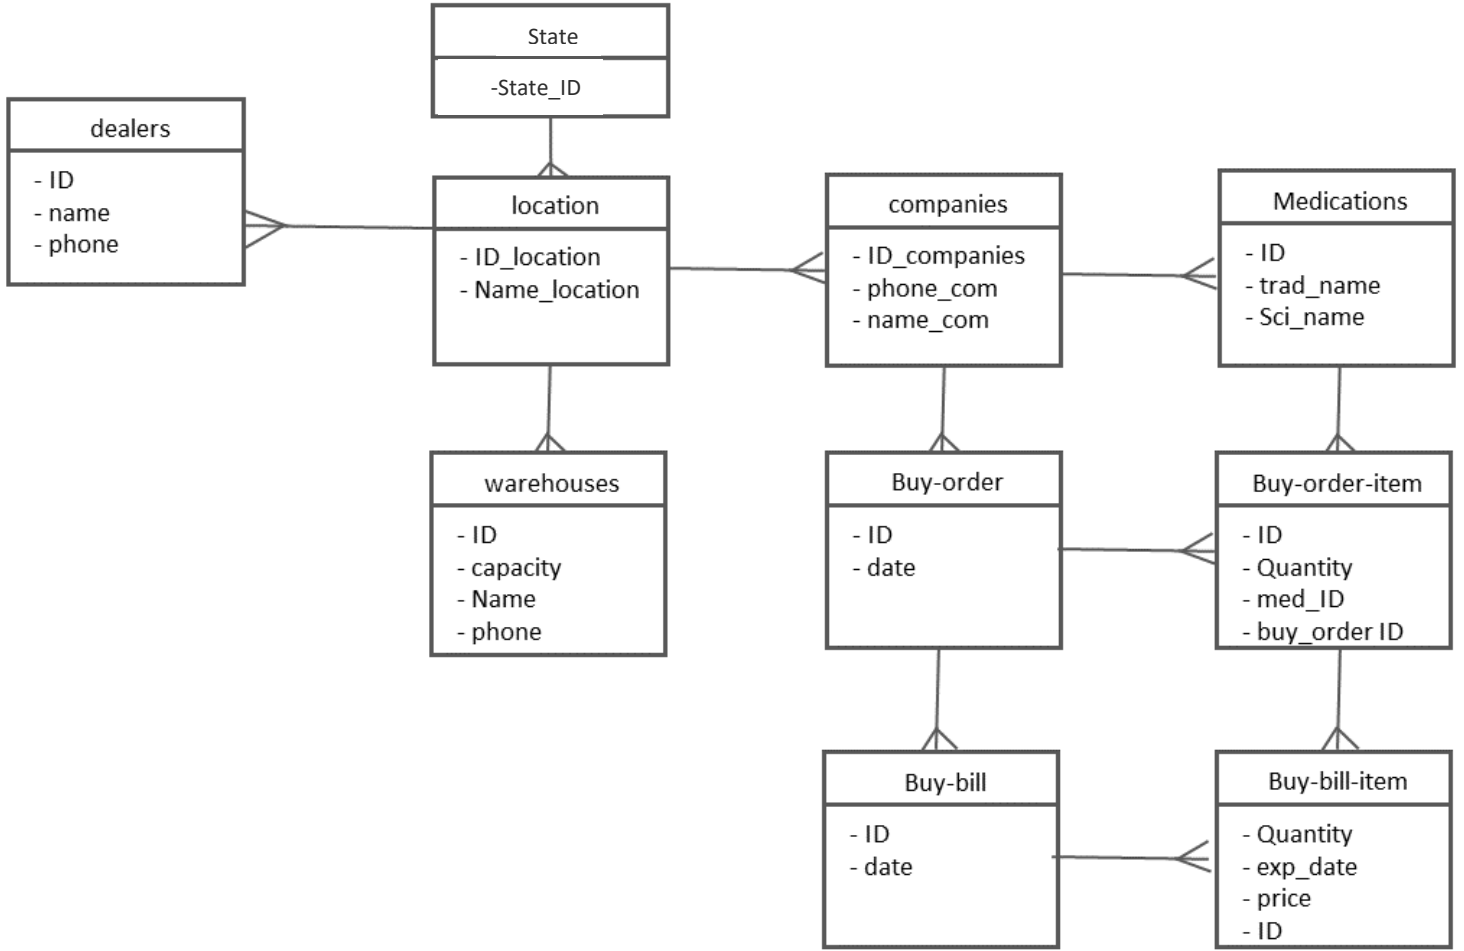 State
-State_ID
dealers
- ID
- name
- phone
location
- ID_location
- Name_location
companies
- ID_companies
- phone_com
- name_com
Medications
- ID
- trad_name
- Sci_name
warehouses
- ID
- capacity
- Name
- phone
Buy-order
- ID
- date
Buy-order-item
- ID
- Quantity
- med_ID
- buy_order ID
Buy-bill
- ID
- date
Buy-bill-item
- Quantity
- exp_date
- price
- ID